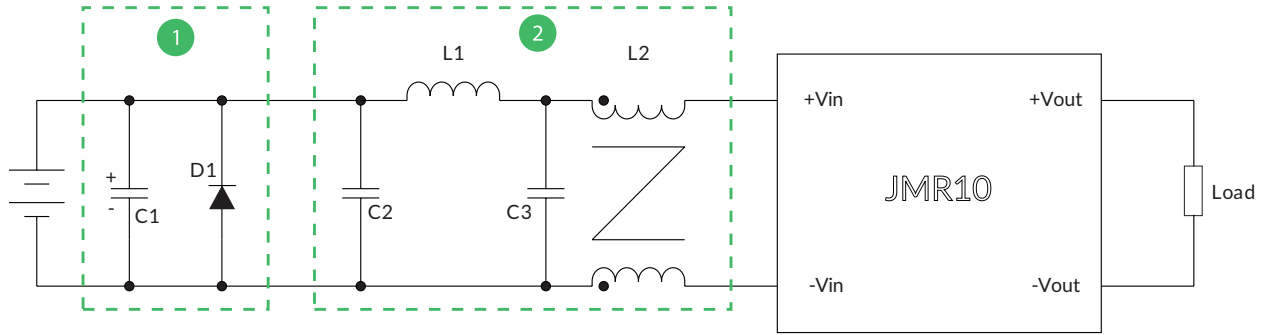 1
2
L1
L2
+Vin
+Vout
D1
+
-
C1
C2
C3
JMR10
Load
-Vin
-Vout